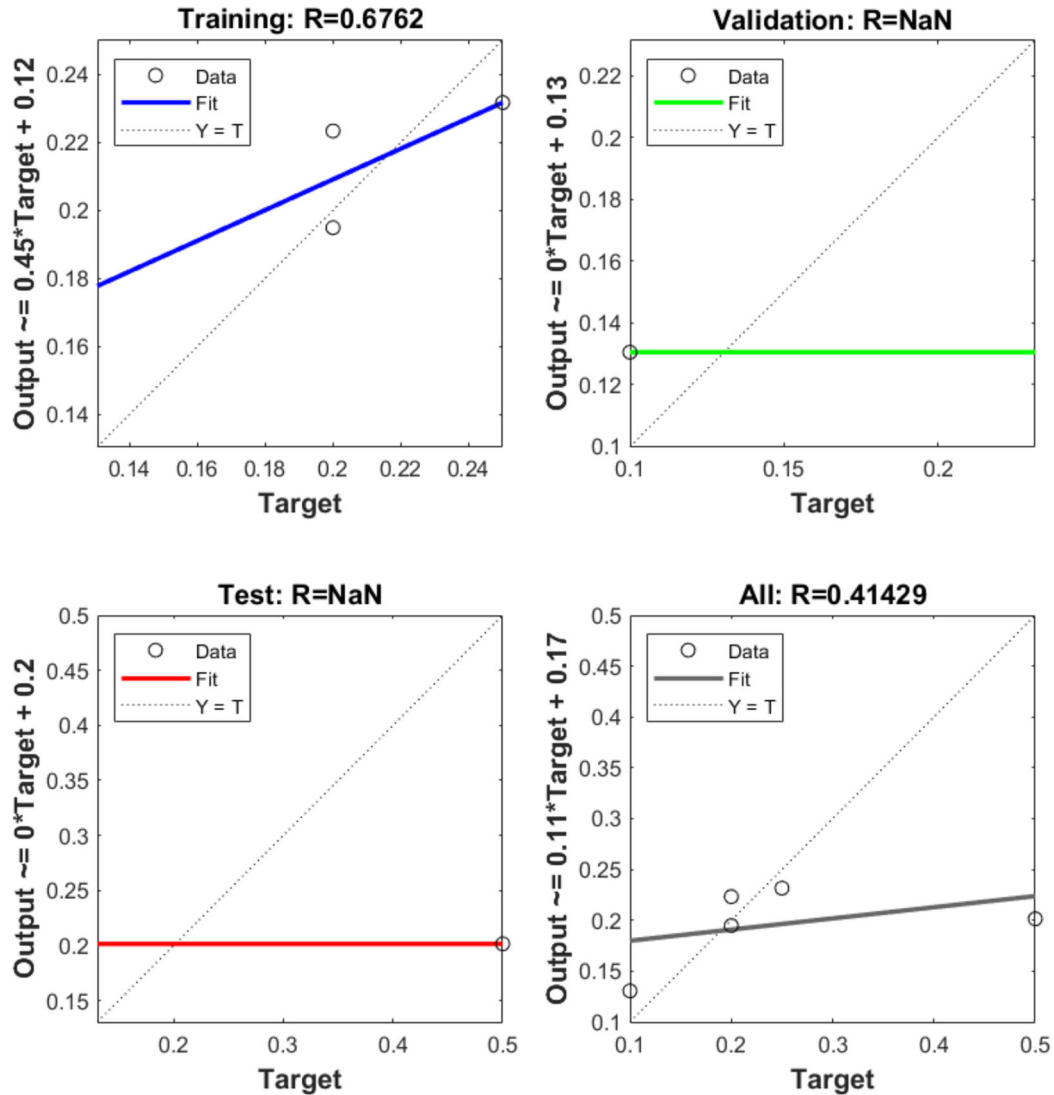 Training: R=0.6762
Output ~= 0.45*Target + 0.12
0.24
0.22
0.2
0.18
0.16
0.14
Data
Fit
Y = T
0.14 0.16 0.18 0.2 0.22 0.24
Target
Validation: R=NaN
Output ~= 0*Target + 0.13
0.22
0.2
0.18
0.16
0.14
0.12
0.1
Data
Fit
Y = T
0.1 0.15 0.2
Target
Test: R=NaN
Output ~= 0*Target + 0.2
0.5
0.45
0.4
0.35
0.3
0.25
0.2
0.15
Data
Fit
Y = T
0.2 0.3 0.4 0.5
Target
All: R=0.41429
Output ~= 0.11*Target + 0.17
0.5
0.45
0.4
0.35
0.3
0.25
0.2
0.15
0.1
Data
Fit
Y = T
0.1 0.2 0.3 0.4 0.5
Target